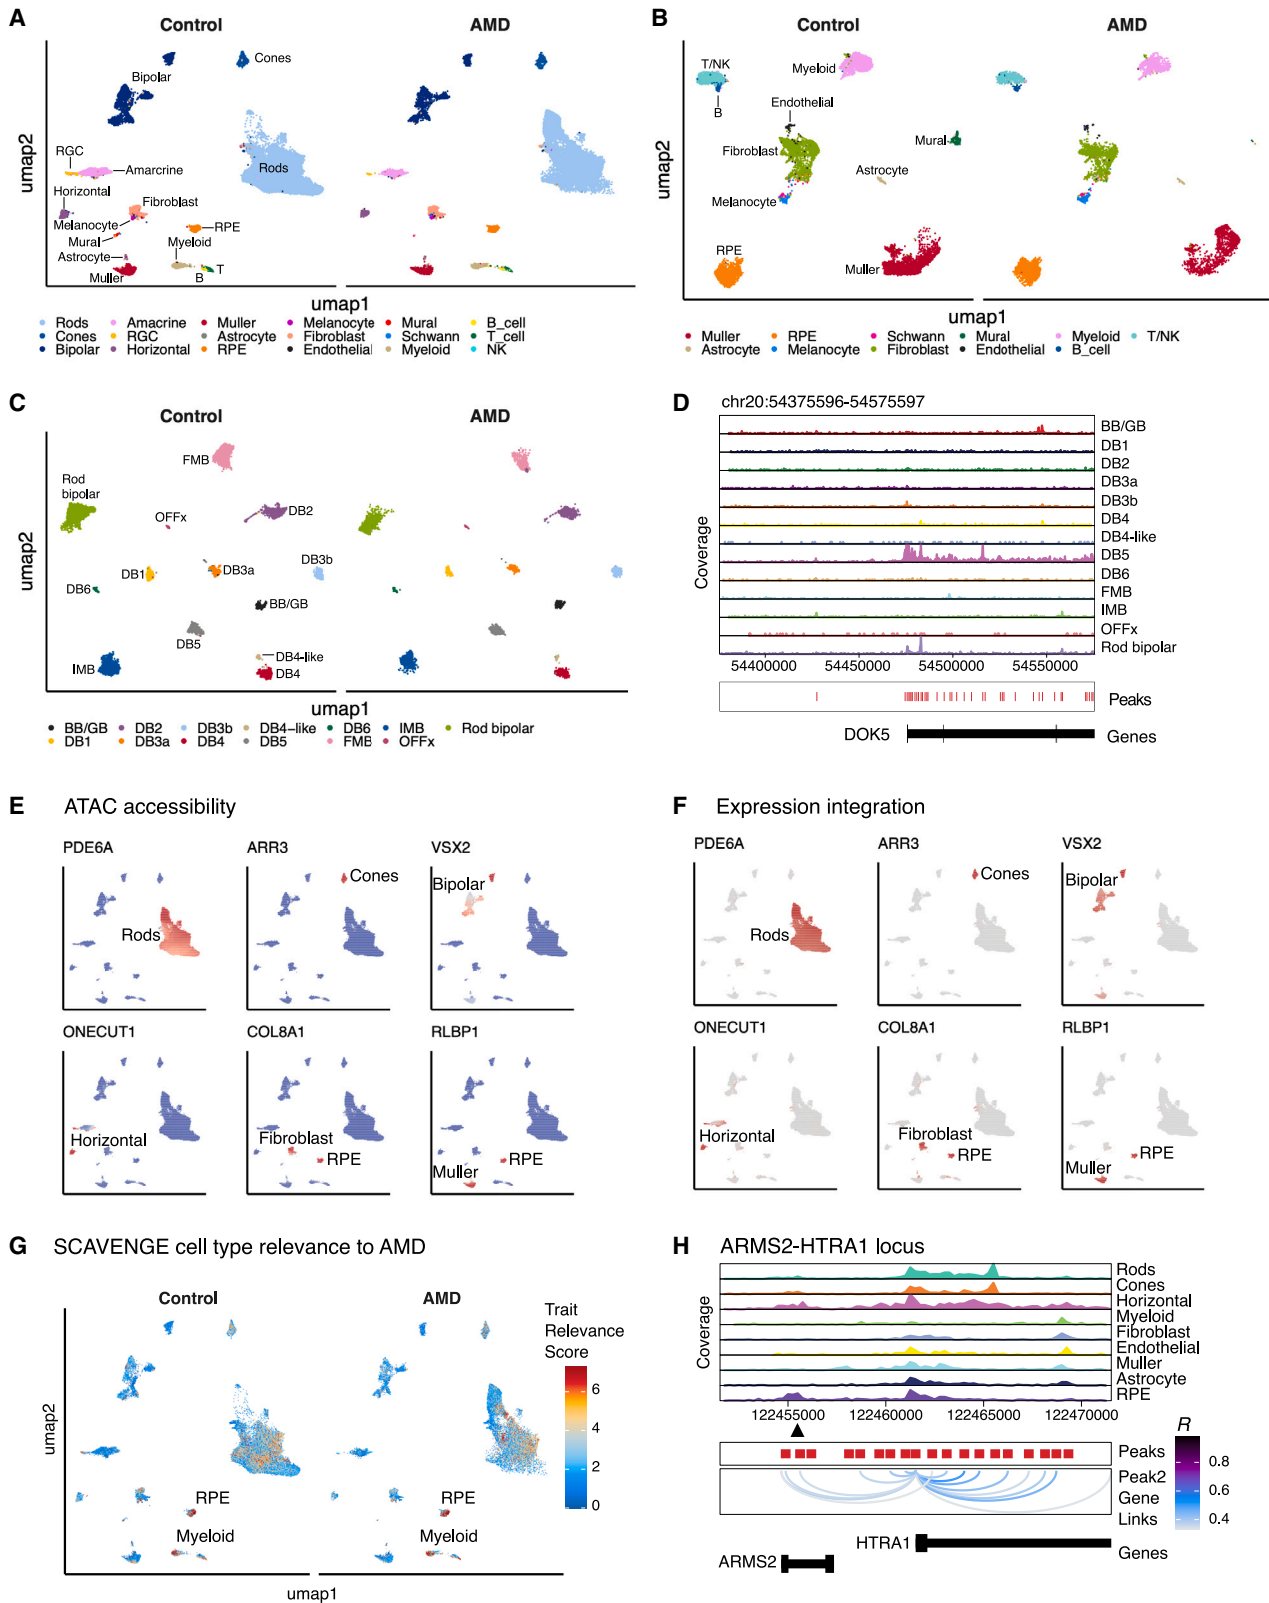 A
Control
AMD
Cones
Bipolar
Rods
RGC
Amacrine
Horizontal
Fibroblast
Melanocyte
RPE
Mural
Myeloid
Astrocyte
Muller
B
T
umap2
umap1
Rods Amacrine Muller Melanocyte Mural B_cell
Cones RGC Astrocyte Fibroblast Schwann T_cell
Bipolar Horizontal RPE Endothelial Myeloid NK
B
Control
AMD
T/NK
Myeloid
B
Endothelial
Fibroblast
Mural
Astrocyte
Melanocyte
RPE
Muller
umap2
umap1
Muller RPE Schwann Mural Myeloid T/NK
Astrocyte Melanocyte Fibroblast Endothelial B_cell
C
Control
AMD
FMB
Rod
bipolar
OFFx
DB2
DB1
DB3a
DB3b
DB6
BB/GB
DB5
DB4-like
IMB
DB4
umap2
umap1
BB/GB DB2 DB3b DB4-like DB6 IMB Rod bipolar
DB1 DB3a DB4 DB5 FMB OFFx
D
chr20:54375596-54575597
Coverage
BB/GB
DB1
DB2
DB3a
DB3b
DB4
DB4-like
DB5
DB6
FMB
IMB
OFFx
Rod bipolar
54400000 54450000 54500000 54550000
Peaks
DOK5
Genes
E ATAC accessibility
PDE6A ARR3 VSX2
Rods
Cones
Bipolar
ONECUT1 COL8A1 RLBP1
Horizontal
Fibroblast
RPE
Muller
RPE
F Expression integration
PDE6A ARR3 VSX2
Rods
Cones
Bipolar
ONECUT1 COL8A1 RLBP1
Horizontal
Fibroblast
RPE
Muller
RPE
G SCAVENGE cell type relevance to AMD
Control
AMD
Trait
Relevance
Score
6
4
2
0
RPE
Myeloid
RPE
Myeloid
umap2
umap1
H ARMS2-HTRA1 locus
Coverage
Rods
Cones
Horizontal
Myeloid
Fibroblast
Endothelial
Muller
Astrocyte
RPE
122455000 122460000 122465000 122470000
R
0.8
0.6
0.4
Peaks
Peak2
Gene
Links
HTRA1
Genes
ARMS2